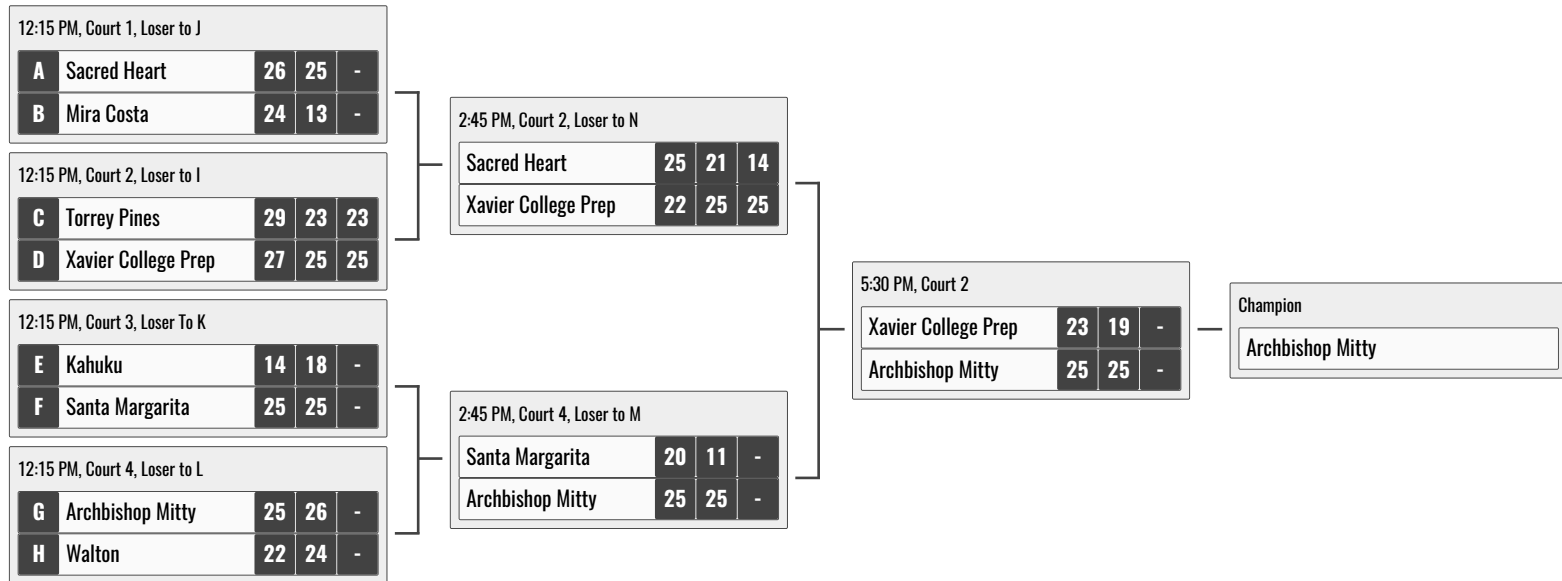 12:15 PM, Court 1, Loser to J
A Sacred Heart 26 25 -
B Mira Costa 24 13 -
12:15 PM, Court 2, Loser to I
C Torrey Pines 29 23 23
D Xavier College Prep 27 25 25
12:15 PM, Court 3, Loser To K
E Kahuku 14 18 -
F Santa Margarita 25 25 -
12:15 PM, Court 4, Loser to L
G Archbishop Mitty 25 26 -
H Walton 22 24 -
2:45 PM, Court 2, Loser to N
Sacred Heart 25 21 14
Xavier College Prep 22 25 25
2:45 PM, Court 4, Loser to M
Santa Margarita 20 11 -
Archbishop Mitty 25 25 -
5:30 PM, Court 2
Xavier College Prep 23 19 -
Archbishop Mitty 25 25 -
Champion
Archbishop Mitty